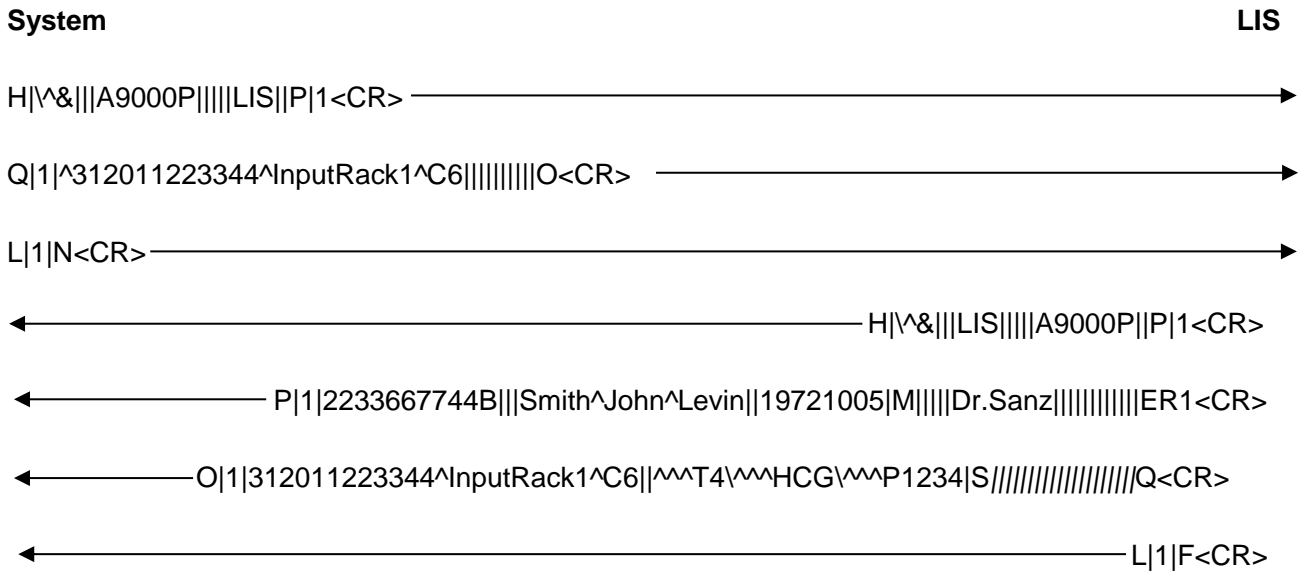 System LIS
H|\^&|||A9000P|||||LIS||P|1<CR>
Q|1|^312011223344^InputRack1^C6||||||||||O<CR>
L|1|N<CR>
H|\^&|||LIS|||||A9000P||P|1<CR>
P|1|2233667744B|||Smith^John^Levin||19721005|M|||||Dr.Sanz||||||||||||ER1<CR>
O|1|312011223344^InputRack1^C6||^^^T4\^^^HCG\^^^P1234|S||||||||||||||||||||Q<CR>
L|1|F<CR>